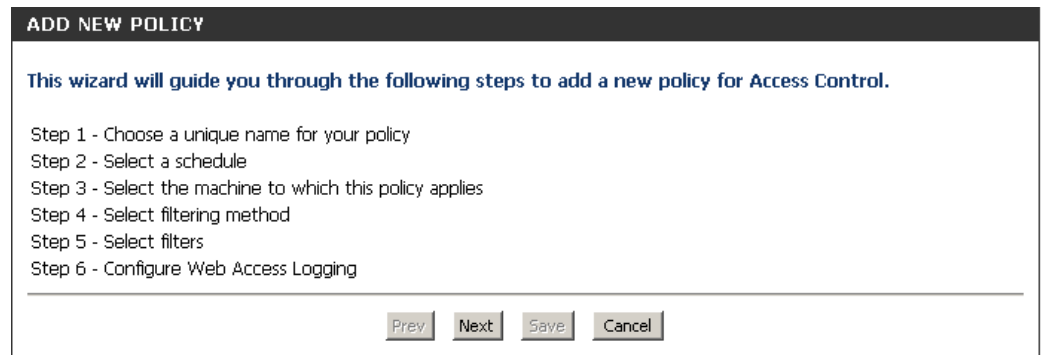 ADD NEW POLICY
This wizard will guide you through the following steps to add a new policy for Access Control.
Step 1 - Choose a unique name for your policy
Step 2 - Select a schedule
Step 3 - Select the machine to which this policy applies
Step 4 - Select filtering method
Step 5 - Select filters
Step 6 - Configure Web Access Logging
Prev Next Save Cancel